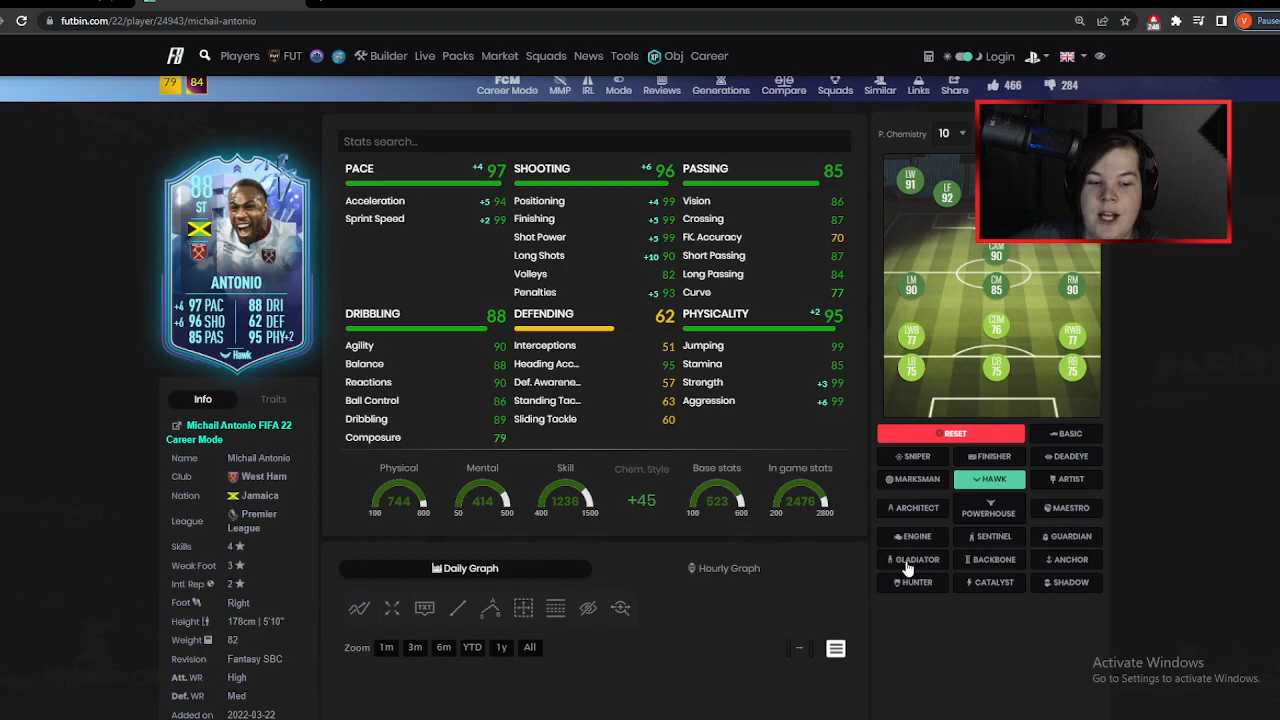 futbin.com/22/player/24943/michail-antonio
248
V
Paused
F8 Players FUT Builder Live Packs Market Squads News Tools XP Obj Career Login
79 84
FCM
Career Mode MMP IRL Mode Reviews Generations Compare Squads Similar Links Share 466 284
Stats search...
P. Chemistry 10
PACE +4 97
Acceleration +5 94
Sprint Speed +2 99
SHOOTING +6 96
Positioning +4 99
Finishing +5 99
Shot Power +5 99
Long Shots +10 90
Volleys 82
Penalties +5 93
PASSING 85
Vision 86
Crossing 87
FK. Accuracy 70
Short Passing 87
Long Passing 84
Curve 77
DRIBBLING 88
Agility 90
Balance 88
Reactions 90
Ball Control 86
Dribbling 89
Composure 79
DEFENDING 62
Interceptions 51
Heading Acc... 95
Def. Awarene... 57
Standing Tac... 63
Sliding Tackle 60
PHYSICALITY +2 95
Jumping 99
Stamina 85
Strength +3 99
Aggression +6 99
88
ST
ANTONIO
+4 97 PAC 88 DRI
+6 96 SHO 62 DEF
85 PAS 95 PHY+2
Hawk
LW
91
LF
92
CAM
90
LM
90
CM
85
RM
90
CDM
76
LWB
77
RWB
77
LB
75
CB
75
RB
75
RESET BASIC
SNIPER FINISHER DEADEYE
MARKSMAN HAWK ARTIST
ARCHITECT POWERHOUSE MAESTRO
ENGINE SENTINEL GUARDIAN
GLADIATOR BACKBONE ANCHOR
HUNTER CATALYST SHADOW
Info Traits
Michail Antonio FIFA 22
Career Mode
Name Michail Antonio
Club West Ham
Nation Jamaica
League Premier
League
Skills 4
Weak Foot 3
Intl. Rep 2
Foot Right
Height 178cm | 5'10"
Weight 82
Revision Fantasy SBC
Att. WR High
Def. WR Med
Added on 2022-03-22
Physical
744
100 800
Mental
414
50 500
Skill
1236
400 1500
Chem. Style
+45
Base stats
523
100 600
In game stats
2476
200 2800
Daily Graph Hourly Graph
TXT
Zoom 1m 3m 6m YTD 1y All
Activate Windows
Go to Settings to activate Windows.